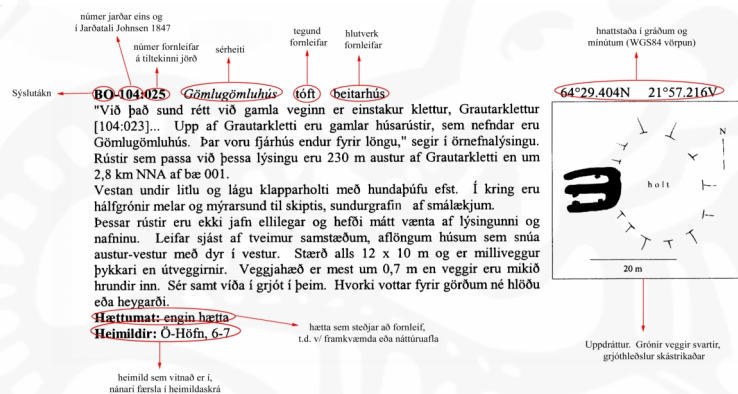 númer jarðar eins og
í Jarðatali Johnsen 1847
númer fornleifar
á tiltekinni jörð
sérheiti
tegund
fornleifar
hlutverk
fornleifar
hnattstaða í gráðum og
mínútum (WGS84 vörpun)
Sýslutákn
BO-104:025 Gömlugömluhús tóft beitarhús 64°29.404N 21°57.216V
"Við það sund rétt við gamla veginn er einstakur klettur, Grautarklettur
[104:023]... Upp af Grautarkletti eru gamlar húsarústir, sem nefndar eru
Gömlugömluhús. Þar voru fjárhús endur fyrir löngu," segir í örnefnalýsingu.
Rústir sem passa við þessa lýsingu eru 230 m austur af Grautarkletti en um
2,8 km NNA af bæ 001.
Vestan undir litlu og lágu klapparholti með hundaþúfu efst. Í kring eru
hálfgrónir melar og mýrarsund til skiptis, sundurgrafin af smálækjum.
Þessar rústir eru ekki jafn ellilegar og hefði mátt vænta af lýsingunni og
nafninu. Leifar sjást af tveimur samstæðum, aflöngum húsum sem snúa
austur-vestur með dyr í vestur. Stærð alls 12 x 10 m og er milliveggur
þykkari en útveggirnir. Veggjahæð er mest um 0,7 m en veggir eru mikið
hrundir inn. Sér samt víða í grjót í þeim. Hvorki vottar fyrir görðum né hlöðu
eða heygarði.
Hættumat: engin hætta
Heimildir: Ö-Höfn, 6-7
N
holt
20 m
hætta sem steðjar að fornleif,
t.d. v/ framkvæmda eða náttúruafla
Uppdráttur. Grónir veggir svartir,
grjóthleðslur skástrikaðar
heimild sem vitnað er í,
nánari færsla í heimildaskrá